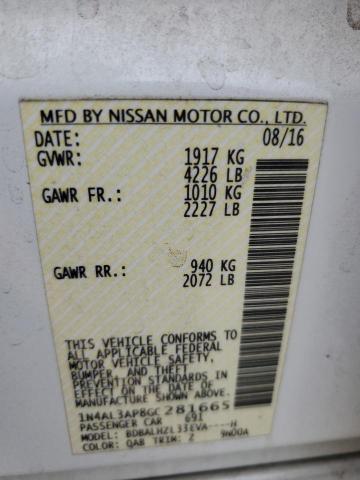 MFD BY NISSAN MOTOR CO., LTD.
DATE: 08/16
GVWR: 1917 KG
4226 LB
GAWR FR.: 1010 KG
2227 LB
GAWR RR.: 940 KG
2072 LB
THIS VEHICLE CONFORMS TO
ALL APPLICABLE FEDERAL
MOTOR VEHICLE SAFETY,
BUMPER, AND THEFT
PREVENTION STANDARDS IN
EFFECT ON THE DATE OF
MANUFACTURE SHOWN ABOVE.
1N4AL3AP8GC281665
PASSENGER CAR 691
MODEL: BDBALHZL33EVA----H
COLOR: QAB TRIM: Z 9N00A